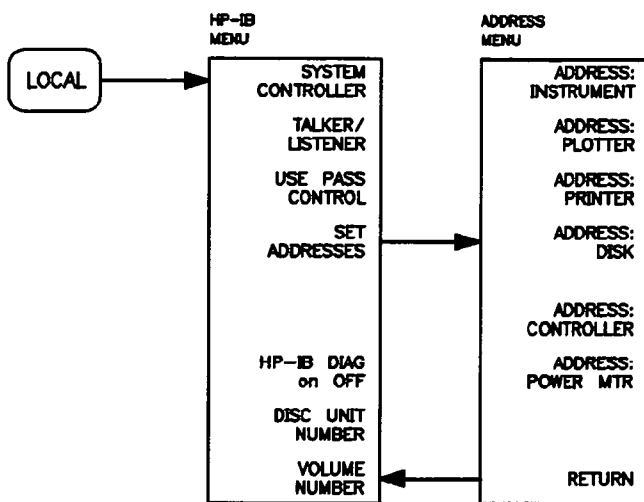 HP-IB
MENU
ADDRESS
MENU
LOCAL
SYSTEM
CONTROLLER
TALKER/
LISTENER
USE PASS
CONTROL
SET
ADDRESSES
HP-IB DIAG
on OFF
DISC UNIT
NUMBER
VOLUME
NUMBER
ADDRESS:
INSTRUMENT
ADDRESS:
PLOTTER
ADDRESS:
PRINTER
ADDRESS:
DISK
ADDRESS:
CONTROLLER
ADDRESS:
POWER MTR
RETURN